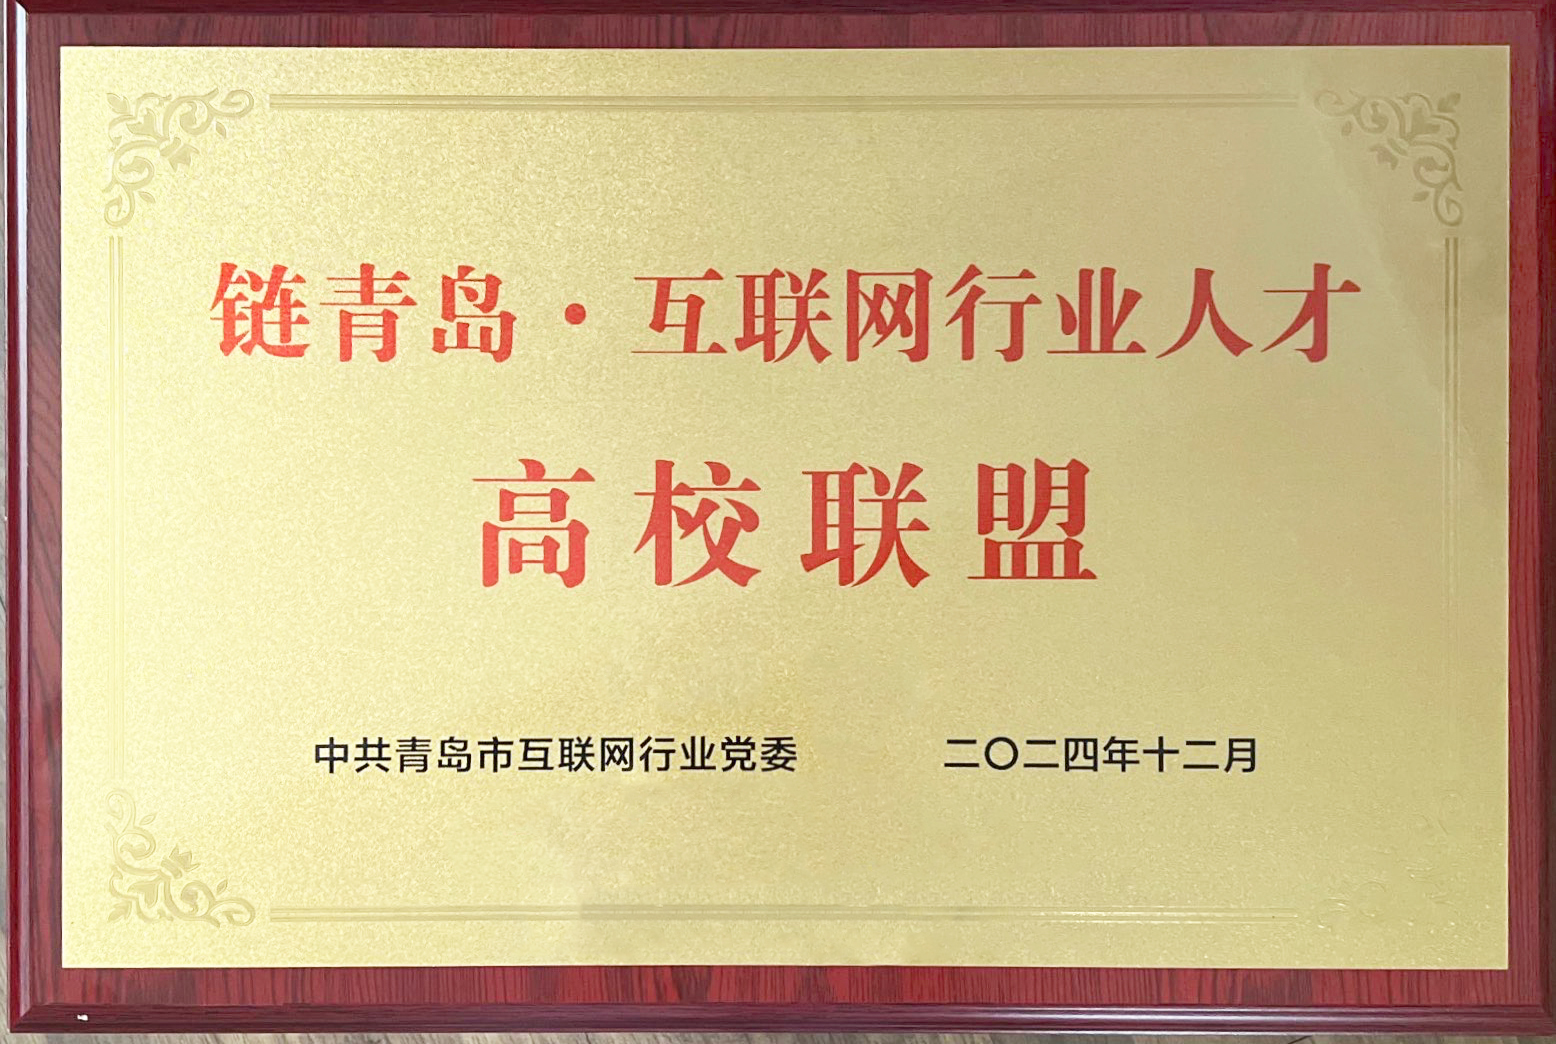 链青岛·互联网行业人才
高校联盟
中共青岛市互联网行业党委 二〇二四年十二月